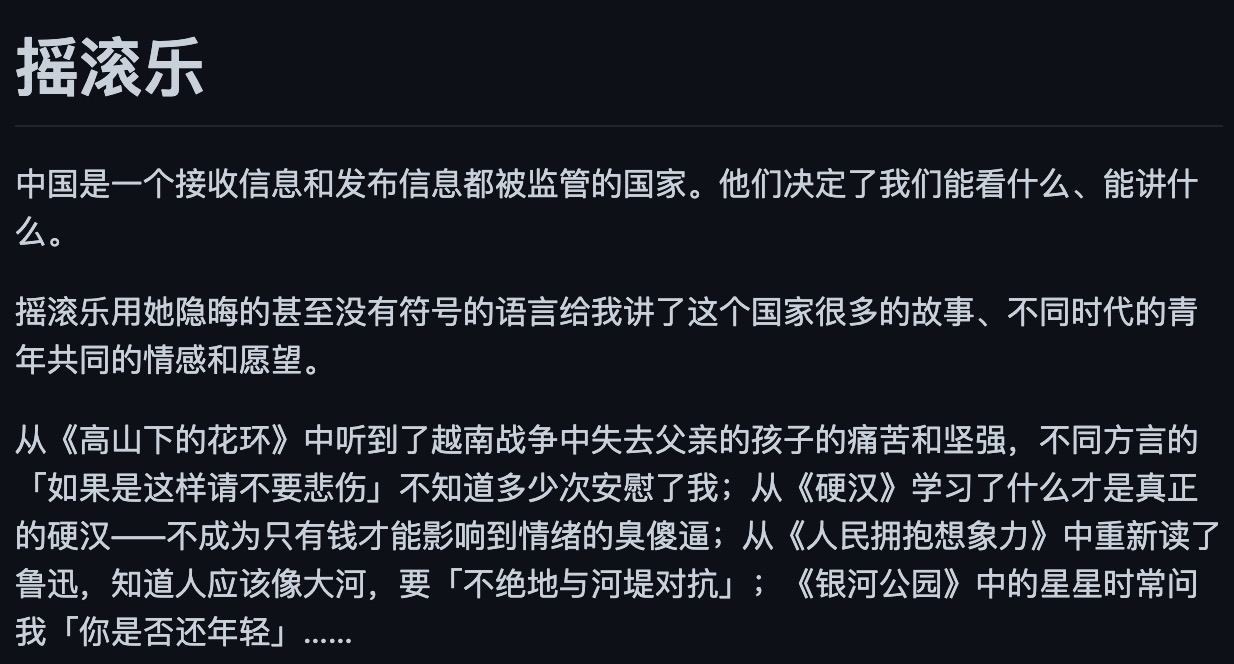 摇滚乐
中国是一个接收信息和发布信息都被监管的国家。他们决定了我们能看什么、能讲什
么。
摇滚乐用她隐晦的甚至没有符号的语言给我讲了这个国家很多的故事、不同时代的青
年共同的情感和愿望。
从《高山下的花环》中听到了越南战争中失去父亲的孩子的痛苦和坚强，不同方言的
「如果是这样请不要悲伤」不知道多少次安慰了我；从《硬汉》学习了什么才是真正
的硬汉——不成为只有钱才能影响到情绪的臭傻逼；从《人民拥抱想象力》中重新读了
鲁迅，知道人应该像大河，要「不绝地与河堤对抗」；《银河公园》中的星星时常问
我「你是否还年轻」……